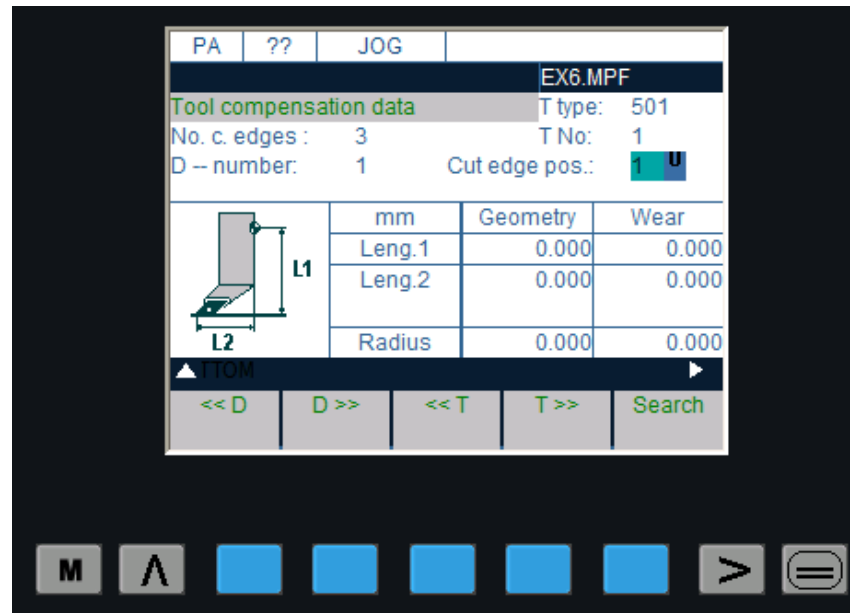 PA ?? JOG
EX6.MPF
Tool compensation data T type: 501
No. c. edges : 3 T No: 1
D -- number: 1 Cut edge pos.: 1 U
mm Geometry Wear
L1 Leng.1 0.000 0.000
Leng.2 0.000 0.000
L2 Radius 0.000 0.000
TTOM
<< D D >> << T T >> Search
M Λ >